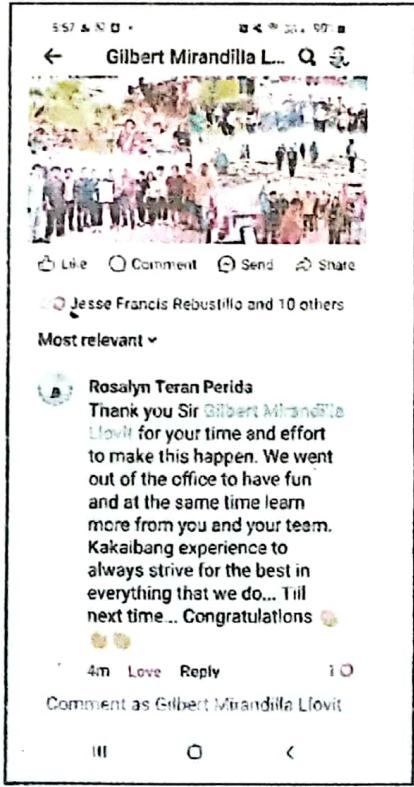 5:57
Gilbert Mirandilla L...
Like Comment Send Share
Jesse Francis Rebustillo and 10 others
Most relevant
Rosalyn Teran Perida
Thank you Sir Gilbert Mirandilla
Llovit for your time and effort
to make this happen. We went
out of the office to have fun
and at the same time learn
more from you and your team.
Kakaibang experience to
always strive for the best in
everything that we do... Till
next time... Congratulations
4m Love Reply 1
Comment as Gilbert Mirandilla Llovit